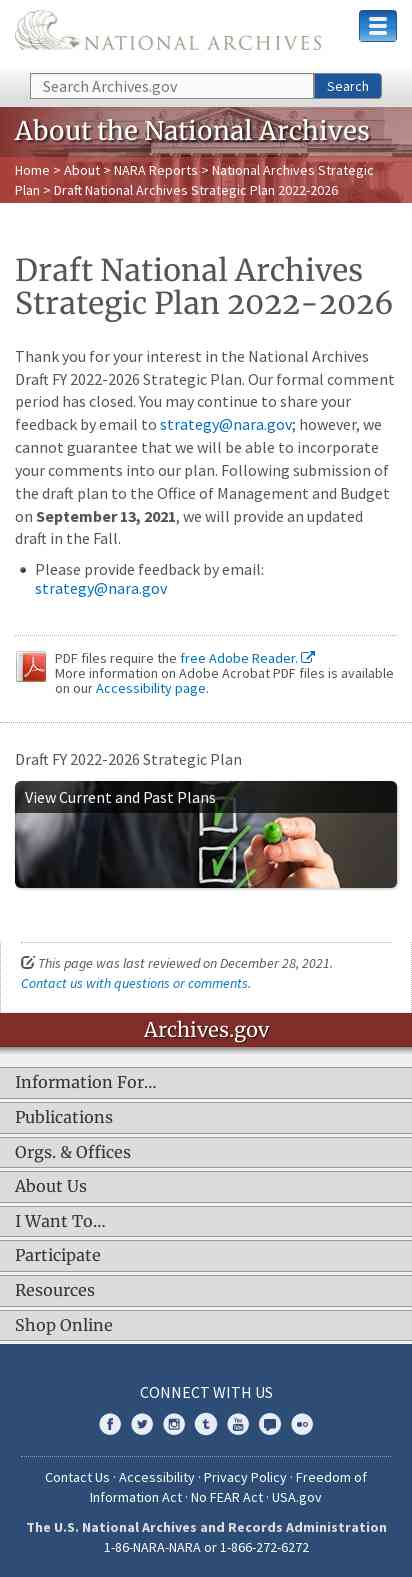 NATIONAL ARCHIVES
Search Archives.gov
Search
About the National Archives
Home > About > NARA Reports > National Archives Strategic
Plan > Draft National Archives Strategic Plan 2022-2026
Draft National Archives
Strategic Plan 2022-2026
Thank you for your interest in the National Archives
Draft FY 2022-2026 Strategic Plan. Our formal comment
period has closed. You may continue to share your
feedback by email to strategy@nara.gov; however, we
cannot guarantee that we will be able to incorporate
your comments into our plan. Following submission of
the draft plan to the Office of Management and Budget
on September 13, 2021, we will provide an updated
draft in the Fall.
• Please provide feedback by email:
strategy@nara.gov
PDF files require the free Adobe Reader.
More information on Adobe Acrobat PDF files is available
on our Accessibility page.
Draft FY 2022-2026 Strategic Plan
View Current and Past Plans
This page was last reviewed on December 28, 2021.
Contact us with questions or comments.
Archives.gov
Information For…
Publications
Orgs. & Offices
About Us
I Want To…
Participate
Resources
Shop Online
CONNECT WITH US
Contact Us · Accessibility · Privacy Policy · Freedom of
Information Act · No FEAR Act · USA.gov
The U.S. National Archives and Records Administration
1-86-NARA-NARA or 1-866-272-6272